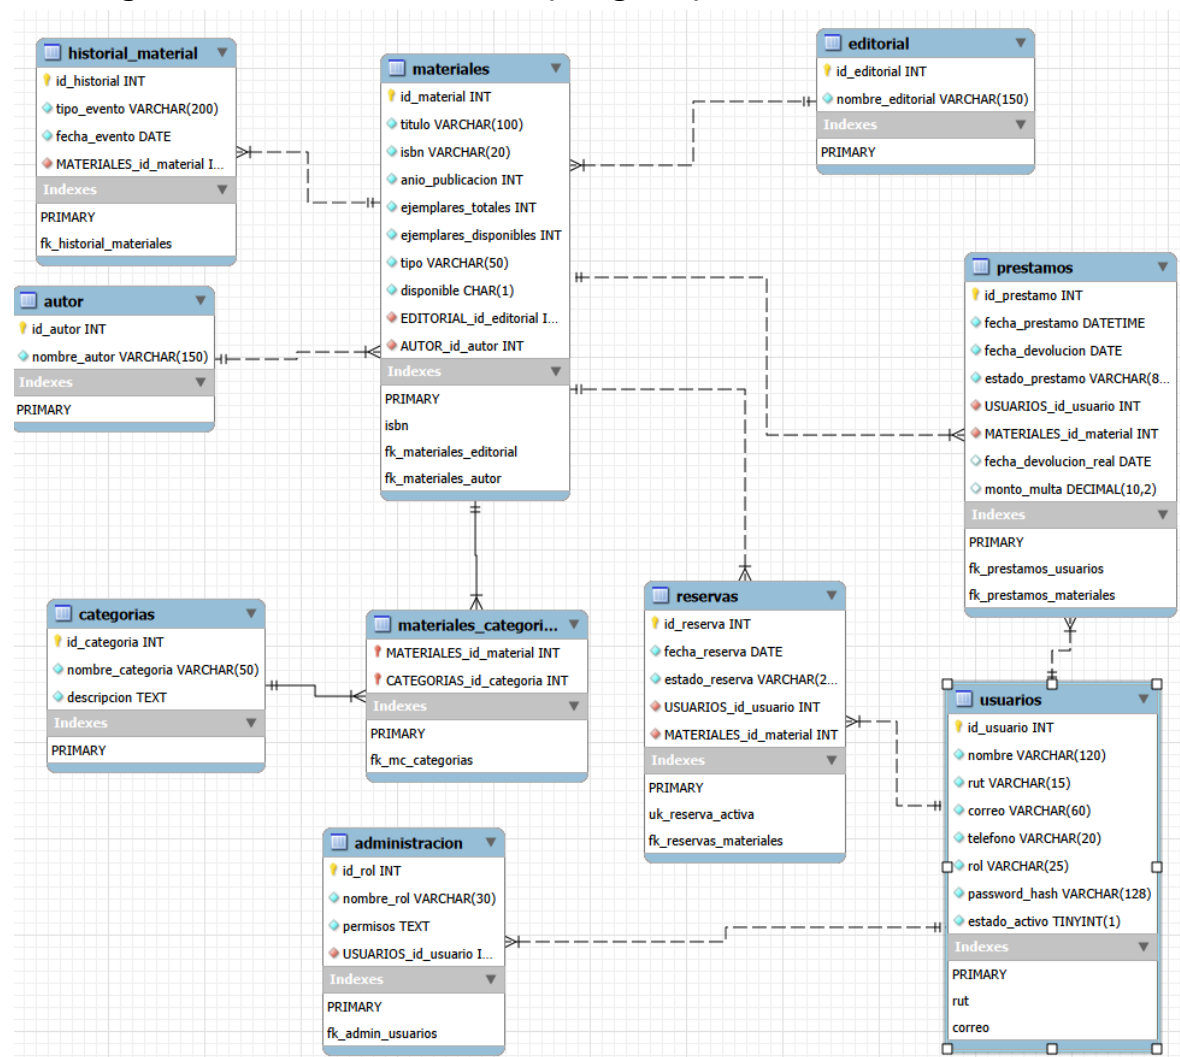 historial_material
id_historial INT
tipo_evento VARCHAR(200)
fecha_evento DATE
MATERIALES_id_material I...
Indexes
PRIMARY
fk_historial_materiales
autor
id_autor INT
nombre_autor VARCHAR(150)
Indexes
PRIMARY
materiales
id_material INT
titulo VARCHAR(100)
isbn VARCHAR(20)
anio_publicacion INT
ejemplares_totales INT
ejemplares_disponibles INT
tipo VARCHAR(50)
disponible CHAR(1)
EDITORIAL_id_editorial I...
AUTOR_id_autor INT
Indexes
PRIMARY
isbn
fk_materiales_editorial
fk_materiales_autor
editorial
id_editorial INT
nombre_editorial VARCHAR(150)
Indexes
PRIMARY
prestamos
id_prestamo INT
fecha_prestamo DATETIME
fecha_devolucion DATE
estado_prestamo VARCHAR(8...
USUARIOS_id_usuario INT
MATERIALES_id_material INT
fecha_devolucion_real DATE
monto_multa DECIMAL(10,2)
Indexes
PRIMARY
fk_prestamos_usuarios
fk_prestamos_materiales
categorias
id_categoria INT
nombre_categoria VARCHAR(50)
descripcion TEXT
Indexes
PRIMARY
materiales_categori...
MATERIALES_id_material INT
CATEGORIAS_id_categoria INT
Indexes
PRIMARY
fk_mc_categorias
reservas
id_reserva INT
fecha_reserva DATE
estado_reserva VARCHAR(2...
USUARIOS_id_usuario INT
MATERIALES_id_material INT
Indexes
PRIMARY
uk_reserva_activa
fk_reservas_materiales
usuarios
id_usuario INT
nombre VARCHAR(120)
rut VARCHAR(15)
correo VARCHAR(60)
telefono VARCHAR(20)
rol VARCHAR(25)
password_hash VARCHAR(128)
estado_activo TINYINT(1)
Indexes
PRIMARY
rut
correo
administracion
id_rol INT
nombre_rol VARCHAR(30)
permisos TEXT
USUARIOS_id_usuario I...
Indexes
PRIMARY
fk_admin_usuarios